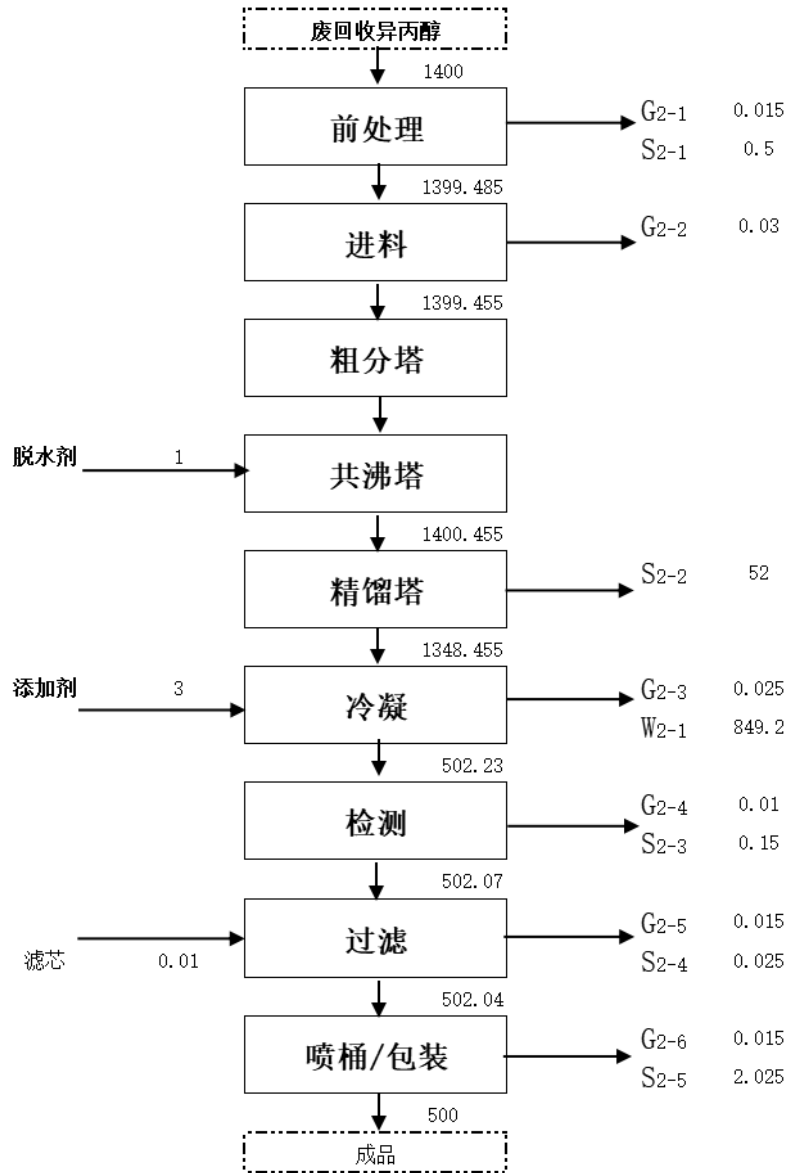 废回收异丙醇
1400
前处理
G2-1 0.015
S2-1 0.5
1399.485
进料
G2-2 0.03
1399.455
粗分塔
脱水剂 1
共沸塔
1400.455
精馏塔
S2-2 52
1348.455
添加剂 3
冷凝
G2-3 0.025
W2-1 849.2
502.23
检测
G2-4 0.01
S2-3 0.15
502.07
滤芯 0.01
过滤
G2-5 0.015
S2-4 0.025
502.04
喷桶/包装
G2-6 0.015
S2-5 2.025
500
成品